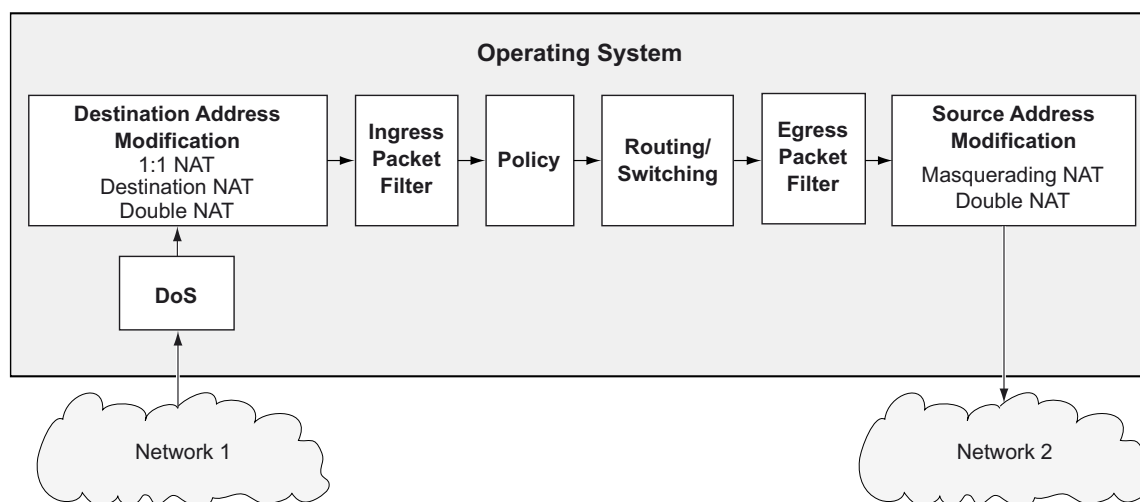 Operating System
Destination Address
Modification
1:1 NAT
Destination NAT
Double NAT
Ingress
Packet
Filter
Policy
Routing/
Switching
Egress
Packet
Filter
Source Address
Modification
Masquerading NAT
Double NAT
DoS
Network 1
Network 2